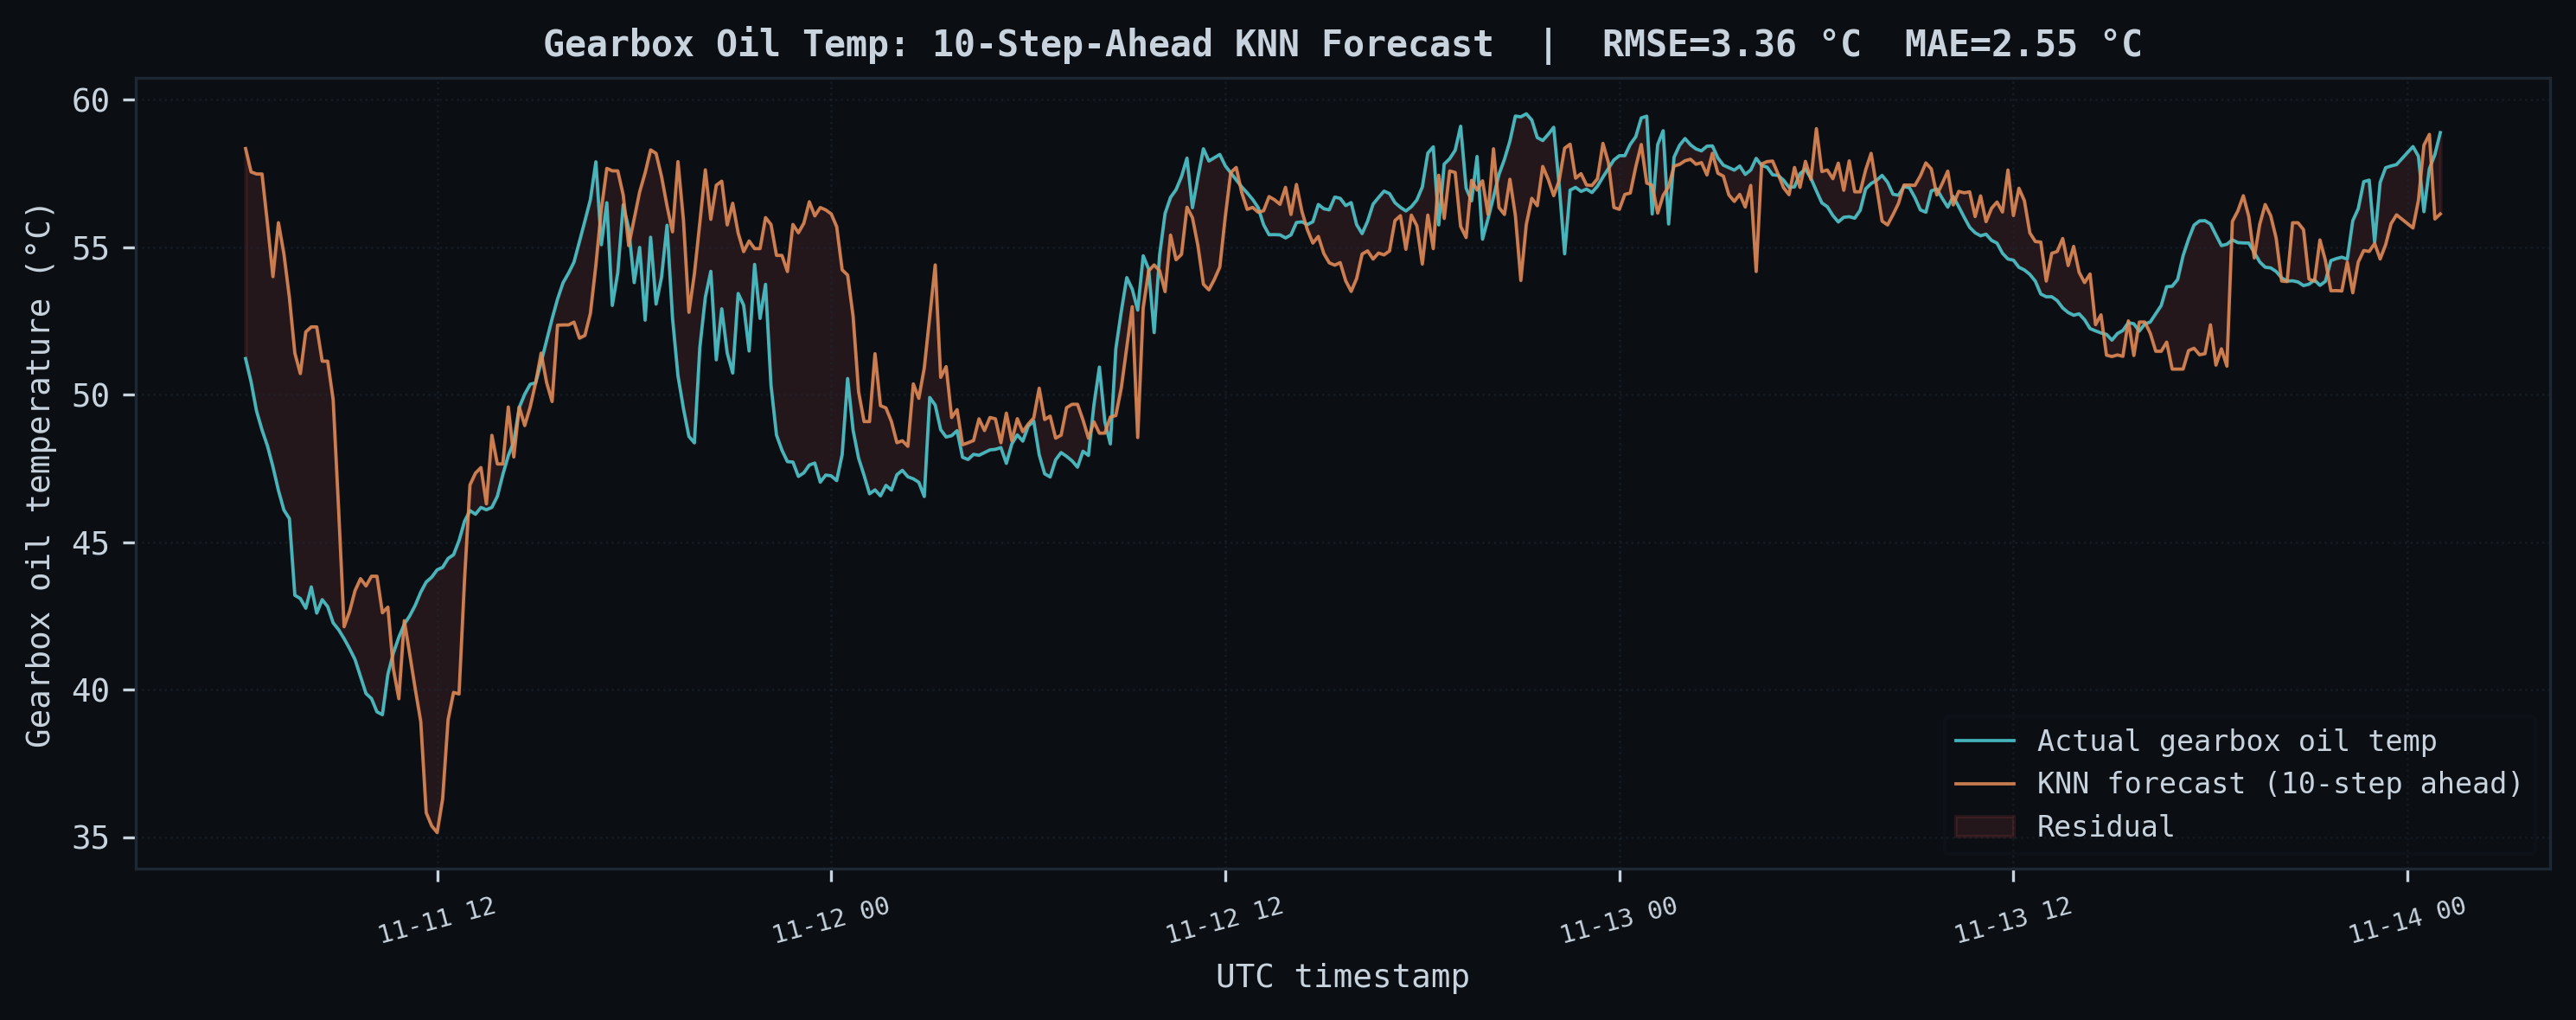 Gearbox Oil Temp: 10-Step-Ahead KNN Forecast | RMSE=3.36 °C MAE=2.55 °C
Gearbox oil temperature (°C)
60
55
50
45
40
35
Actual gearbox oil temp
KNN forecast (10-step ahead)
Residual
11-11 12
11-12 00
11-12 12
11-13 00
11-13 12
11-14 00
UTC timestamp